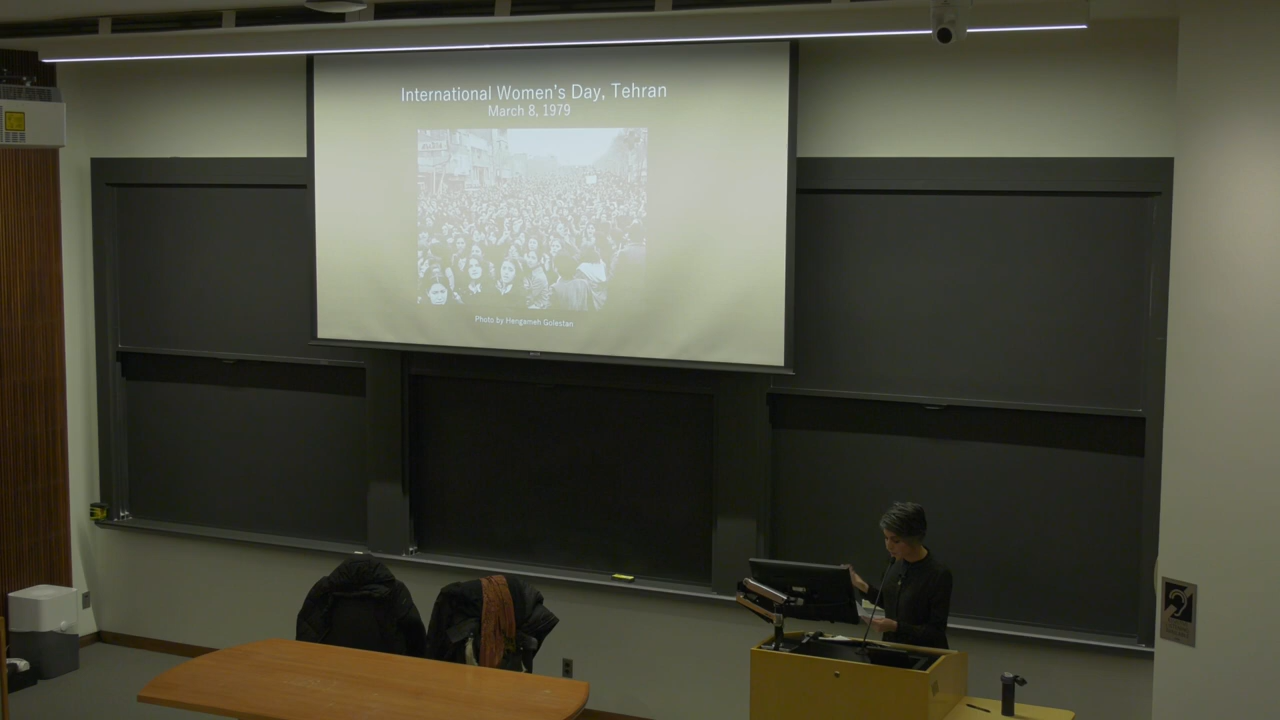 International Women's Day, Tehran
March 8, 1979
Photo by Hengameh Golestan